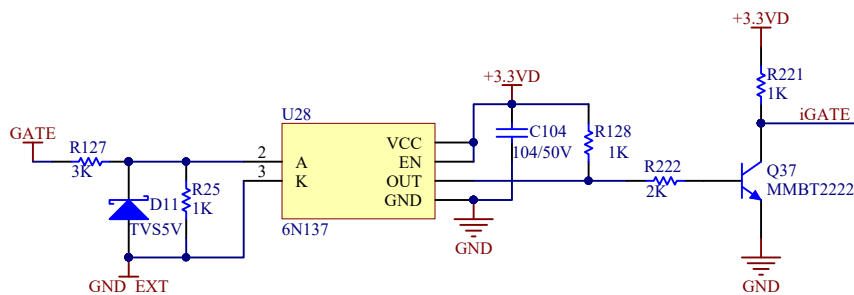 +3.3VD
R221
1K
iGATE
+3.3VD
U28
GATE
R127
3K
2
A
3
K
VCC
EN
OUT
GND
C104
104/50V
R128
1K
R222
2K
Q37
MMBT2222
R25
1K
D11
TVS5V
6N137
GND
GND_EXT
GND